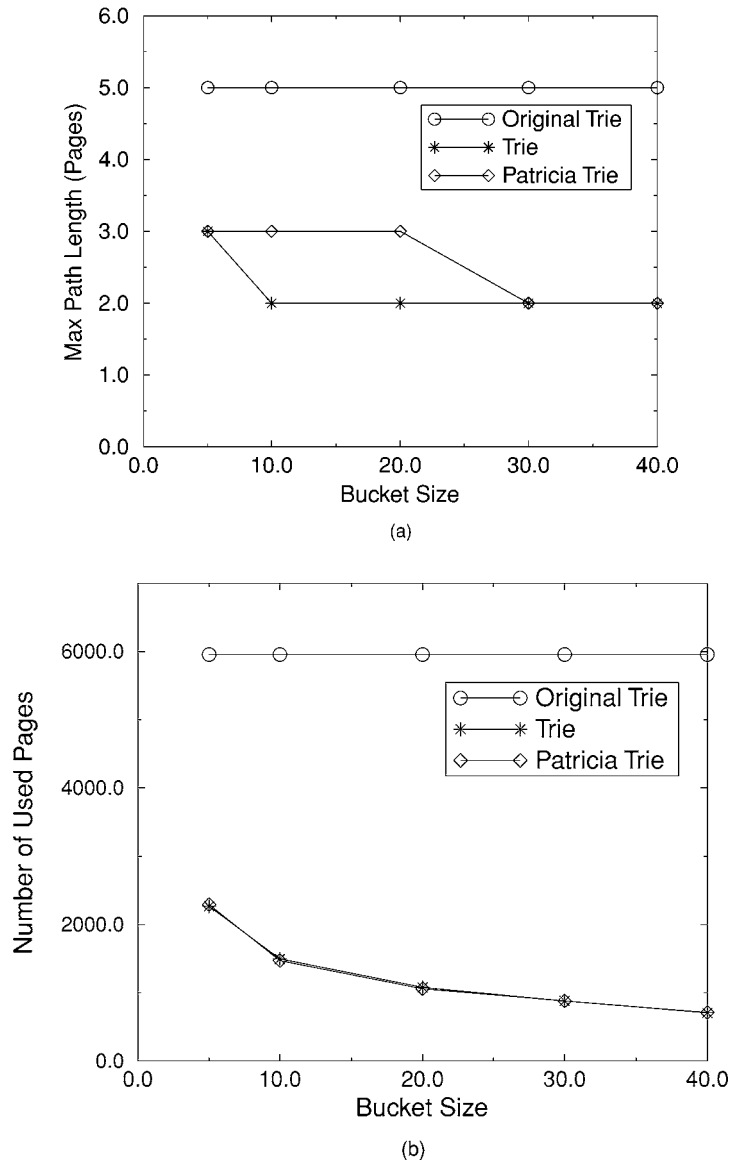 6.0
5.0
4.0
3.0
2.0
1.0
0.0
Max Path Length (Pages)
Original Trie
Trie
Patricia Trie
0.0 10.0 20.0 30.0 40.0
Bucket Size
(a)
6000.0
4000.0
2000.0
0.0
Number of Used Pages
Original Trie
Trie
Patricia Trie
0.0 10.0 20.0 30.0 40.0
Bucket Size
(b)